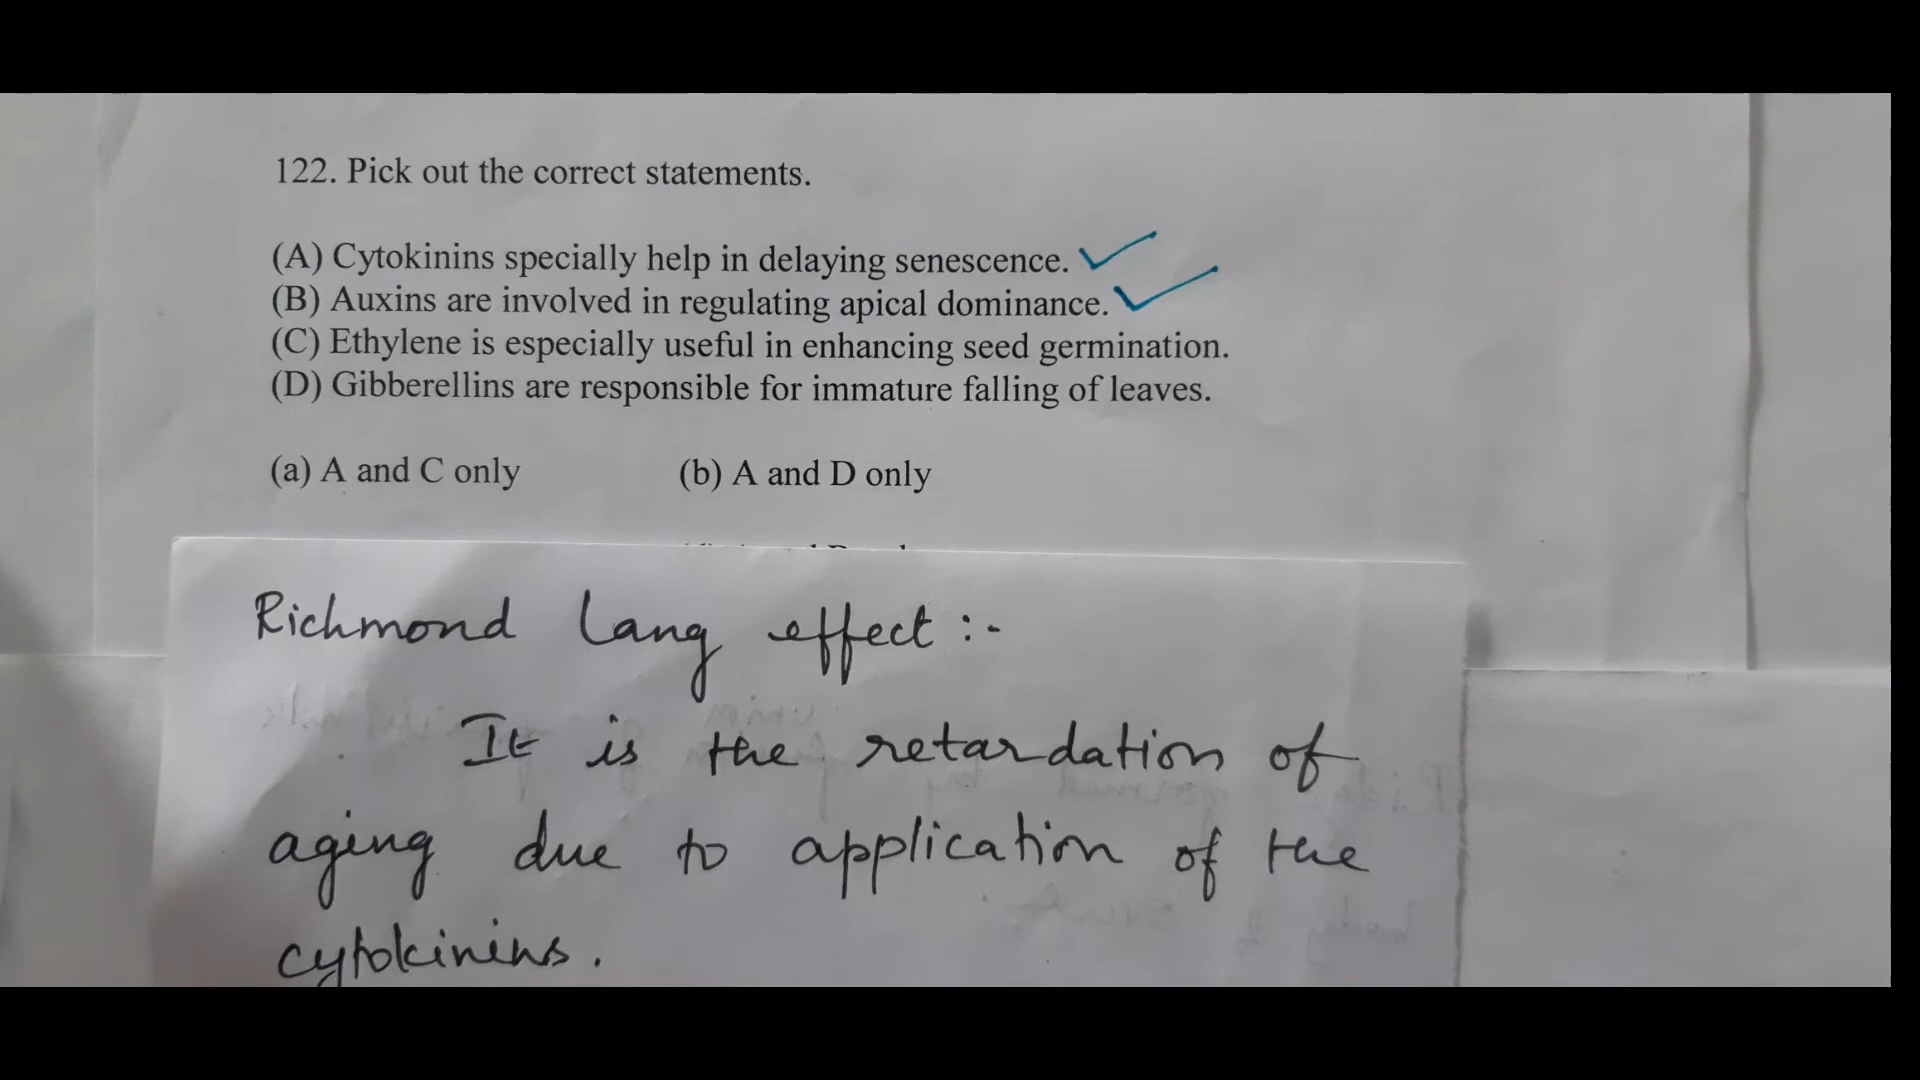 122. Pick out the correct statements.
(A) Cytokinins specially help in delaying senescence.
(B) Auxins are involved in regulating apical dominance.
(C) Ethylene is especially useful in enhancing seed germination.
(D) Gibberellins are responsible for immature falling of leaves.
(a) A and C only (b) A and D only
Richmond Lang effect :-
It is the retardation of
aging due to application of the
cytokinins.